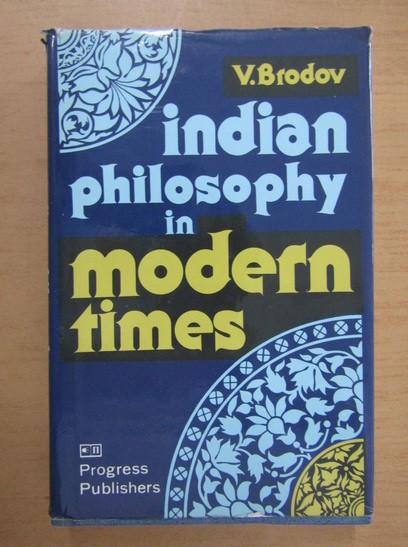 V.Brodov
indian
philosophy
in
modern
times
Progress
Publishers